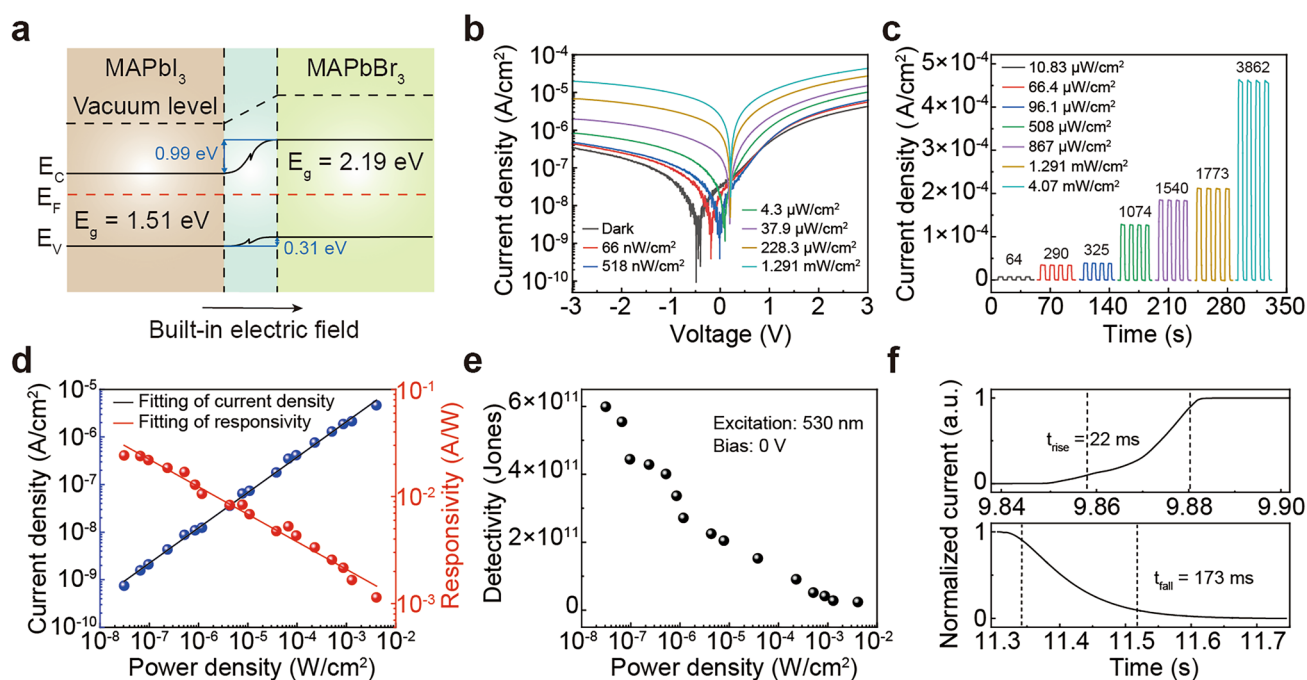 a
MAPbI3
MAPbBr3
Vacuum level
0.99 eV
Eg = 2.19 eV
EC
EF
Eg = 1.51 eV
EV
0.31 eV
Built-in electric field
b
Current density (A/cm²)
10⁻⁴
10⁻⁵
10⁻⁶
10⁻⁷
10⁻⁸
10⁻⁹
10⁻¹⁰
Dark
66 nW/cm²
518 nW/cm²
4.3 µW/cm²
37.9 µW/cm²
228.3 µW/cm²
1.291 mW/cm²
-3 -2 -1 0 1 2 3
Voltage (V)
c
Current density (A/cm²)
5×10⁻⁴
4×10⁻⁴
2×10⁻⁴
1×10⁻⁴
0
10.83 µW/cm²
66.4 µW/cm²
96.1 µW/cm²
508 µW/cm²
867 µW/cm²
1.291 mW/cm²
4.07 mW/cm²
64
290
325
1074
1540
1773
3862
0 70 140 210 280 350
Time (s)
d
Current density (A/cm²)
10⁻⁵
10⁻⁶
10⁻⁷
10⁻⁸
10⁻⁹
10⁻¹⁰
Fitting of current density
Fitting of responsivity
10⁻¹
10⁻²
10⁻³
Responsivity (A/W)
10⁻⁸ 10⁻⁷ 10⁻⁶ 10⁻⁵ 10⁻⁴ 10⁻³ 10⁻²
Power density (W/cm²)
e
Detectivity (Jones)
6×10¹¹
4×10¹¹
2×10¹¹
0
Excitation: 530 nm
Bias: 0 V
10⁻⁸ 10⁻⁷ 10⁻⁶ 10⁻⁵ 10⁻⁴ 10⁻³ 10⁻²
Power density (W/cm²)
f
Normalized current (a.u.)
1
0
trise = 22 ms
9.84 9.86 9.88 9.90
1
0
tfall = 173 ms
11.3 11.4 11.5 11.6 11.7
Time (s)